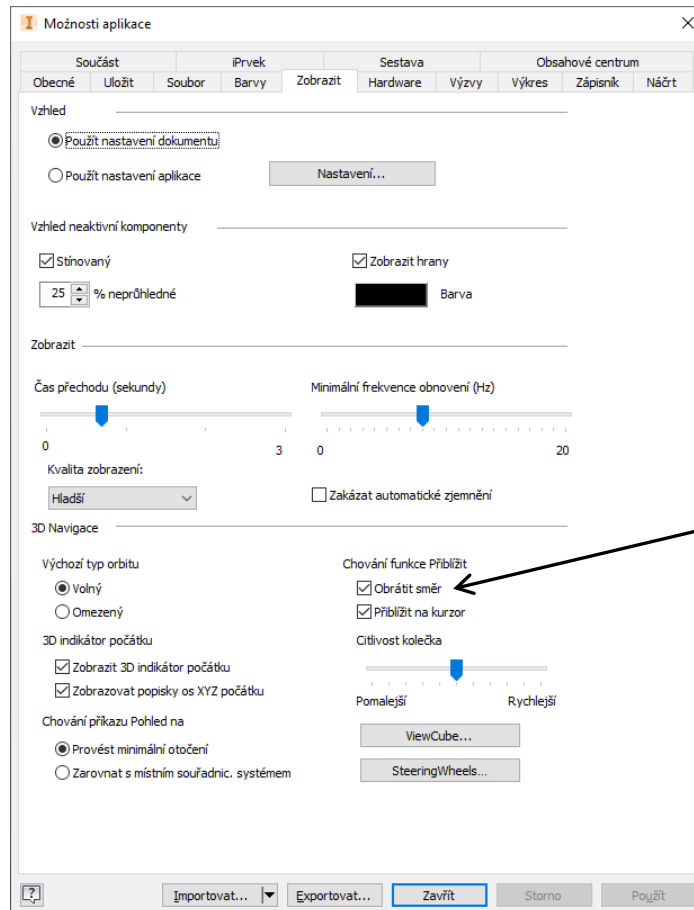 Možnosti aplikace
Součást iPrvek Sestava Obsahové centrum
Obecné Uložit Soubor Barvy Zobrazit Hardware Výzvy Výkres Zápisník Náčrt
Vzhled
Použít nastavení dokumentu
Použít nastavení aplikace Nastavení...
Vzhled neaktivní komponenty
Stínovaný Zobrazit hrany
25 % neprůhledné Barva
Zobrazit
Čas přechodu (sekundy) Minimální frekvence obnovení (Hz)
0 3 0 20
Kvalita zobrazení:
Hladší Zakázat automatické zjemnění
3D Navigace
Výchozí typ orbitu Chování funkce Přiblížit
Volný Obrátit směr
Omezený Přiblížit na kurzor
3D indikátor počátku Citlivost kolečka
Zobrazit 3D indikátor počátku
Zobrazovat popisky os XYZ počátku
Pomalejší Rychlejší
Chování příkazu Pohled na
ViewCube...
Provést minimální otočení
Zarovnat s místním souřadnic. systémem SteeringWheels...
Importovat... Exportovat... Zavřít Storno Použít